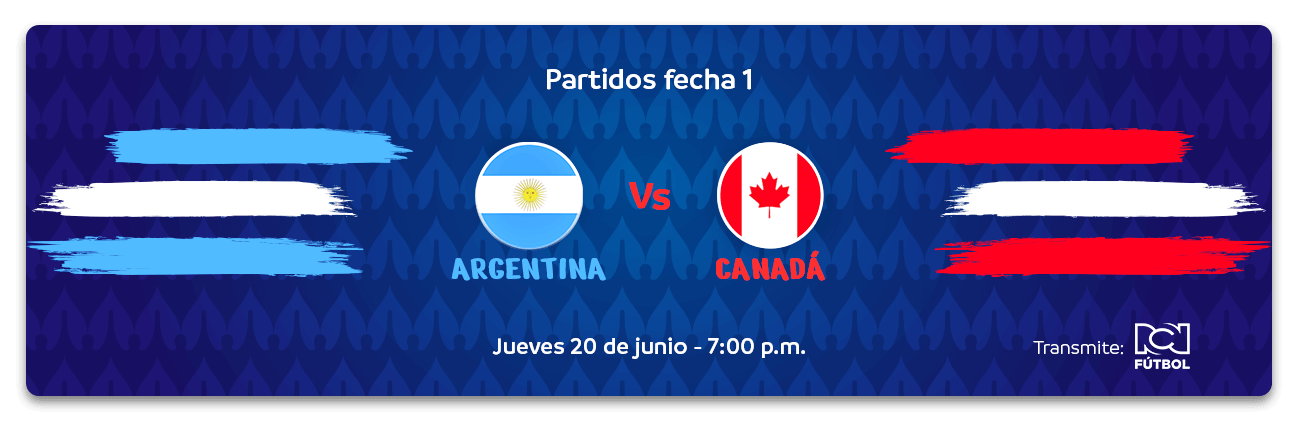 Partidos fecha 1
Vs
ARGENTINA
CANADÁ
Jueves 20 de junio - 7:00 p.m.
Transmite: RCN
FÚTBOL